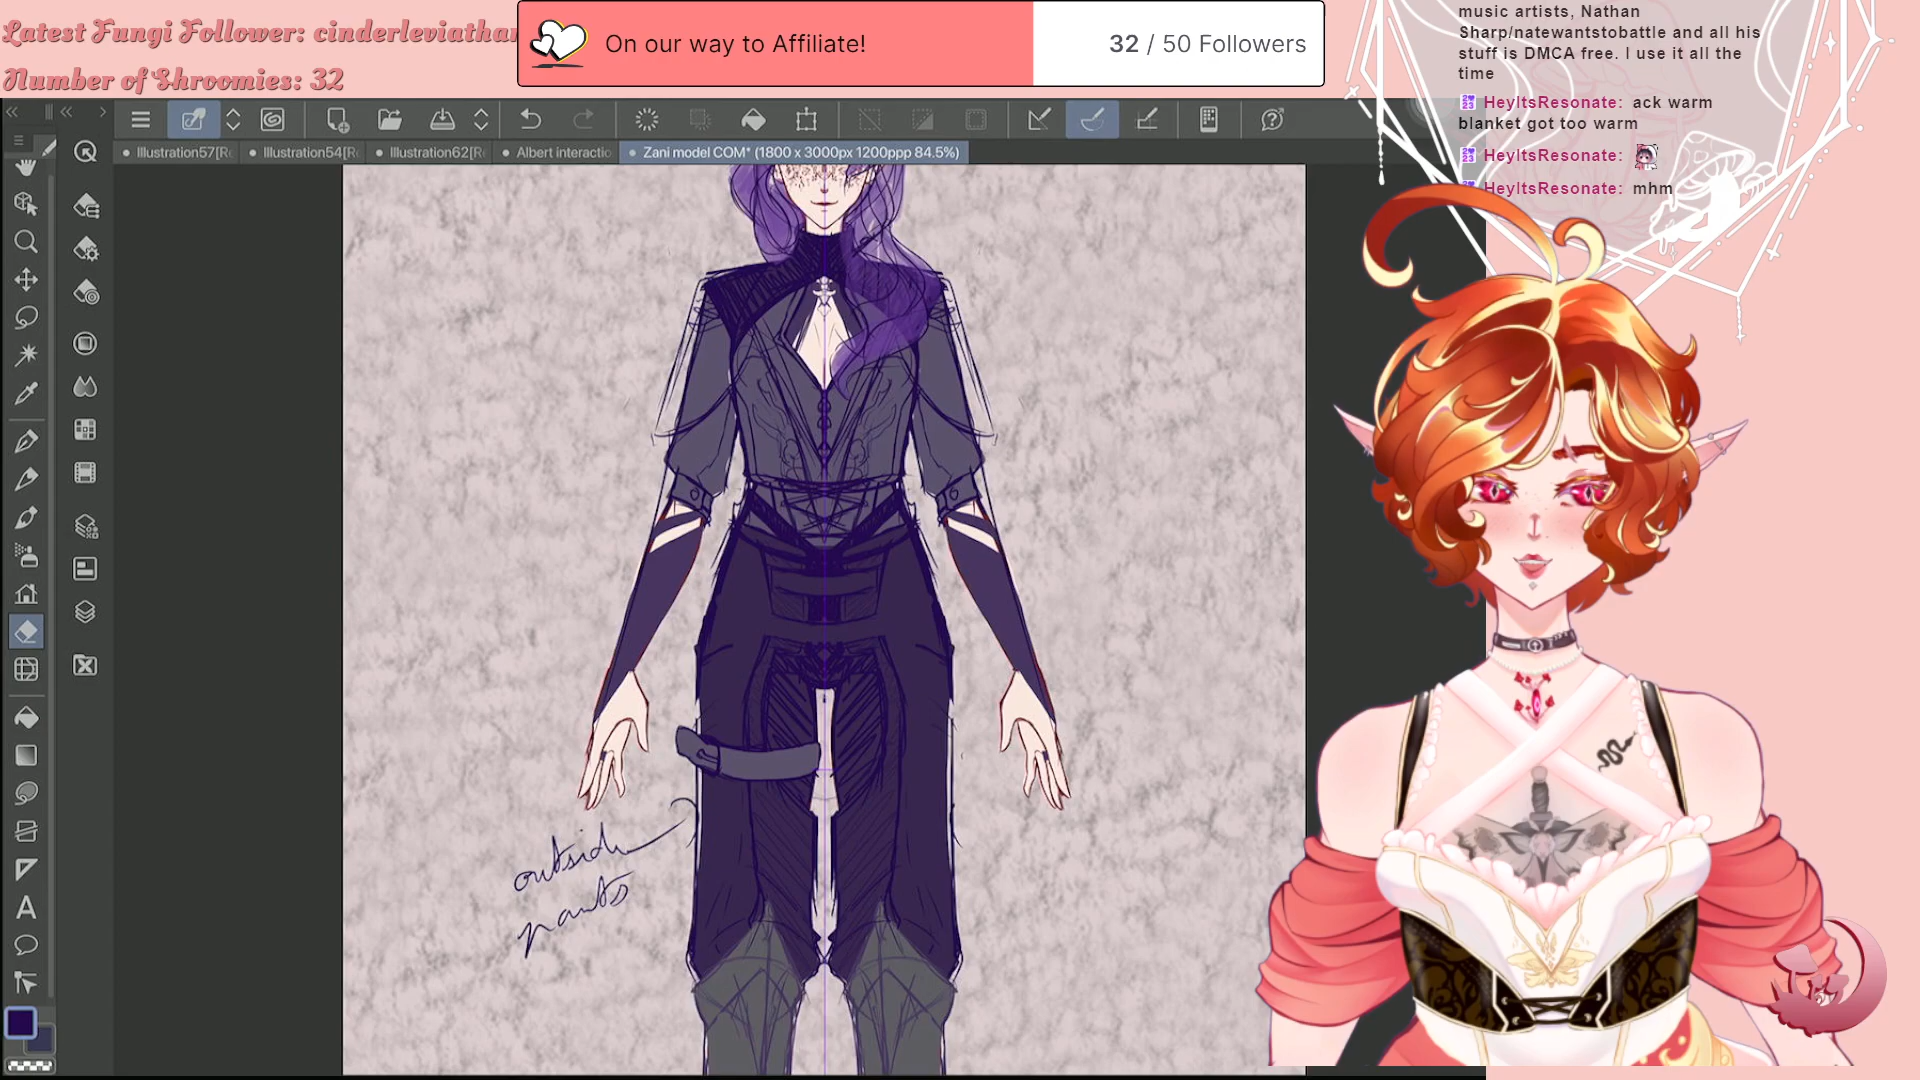 Latest Fungi Follower: cinderleviathan
Number of Shroomies: 32
On our way to Affiliate!
32 / 50 Followers
music artists, Nathan
Sharp/natewantstobattle and all his
stuff is DMCA free. I use it all the
time
HeyItsResonate: ack warm
blanket got too warm
HeyItsResonate:
HeyItsResonate: mhm
Illustration57[R
Illustration54[R
Illustration62[R
Albert interactio
Zani model COM* (1800 x 3000px 1200ppp 84.5%)
outside
pants